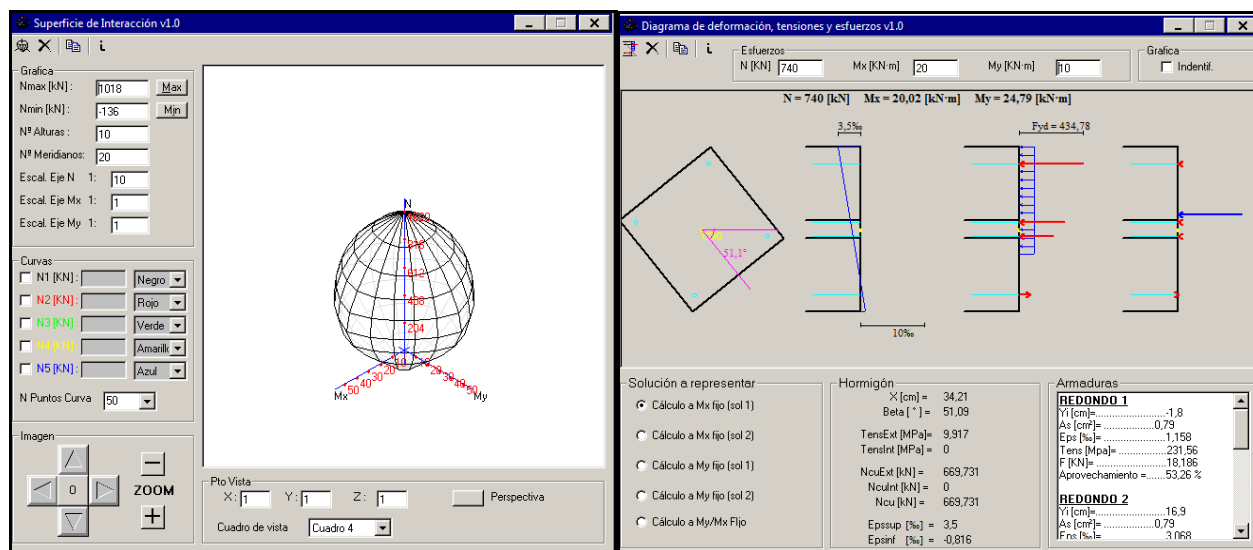 Superficie de Interacción v1.0
Grafica
Nmax [kN] : 1018 Max
Nmin [kN] : -136 Min
Nº Alturas : 10
Nº Meridianos: 20
Escal. Eje N 1: 10
Escal. Eje Mx 1: 1
Escal. Eje My 1: 1
Curvas
N1 [KN] : Negro
N2 [KN] : Rojo
N3 [KN] : Verde
N4 [KN] : Amarillo
N5 [KN] : Azul
N Puntos Curva 50
Imagen
0
ZOOM
N
816
612
408
204
10 10
20 20
30 30
40 40
50 50
Mx My
Pto Vista
X: 1 Y: 1 Z: 1 Perspectiva
Cuadro de vista Cuadro 4
Diagrama de deformación, tensiones y esfuerzos v1.0
Esfuerzos
N [KN] 740 Mx [KN·m] 20 My [KN·m] 10
Grafica
Indentif.
N = 740 [kN] Mx = 20,02 [kN·m] My = 24,79 [kN·m]
3,5‰
Fyd = 434,78
51,1°
10‰
Solución a representar
Cálculo a Mx fijo (sol 1)
Cálculo a Mx fijo (sol 2)
Cálculo a My fijo (sol 1)
Cálculo a My fijo (sol 2)
Cálculo a My/Mx FIjo
Hormigón
X [cm] = 34,21
Beta [ ° ] = 51,09
TensExt [MPa]= 9,917
TensInt [MPa]= 0
NcuExt [kN] = 669,731
NcuInt [kN] = 0
Ncu [kN] = 669,731
Epssup [‰] = 3,5
Epsinf [‰] = -0,816
Armaduras
REDONDO 1
Yi [cm]=......................-1,8
As [cm²]= ...................0,79
Eps [‰]= ....................1,158
Tens [Mpa]= ...............231,56
F [KN]= .......................18,186
Aprovechamiento =......53,26 %
REDONDO 2
Yi [cm]=......................16,9
As [cm²]= ...................0,79
Eps [‰]= ....................3,068